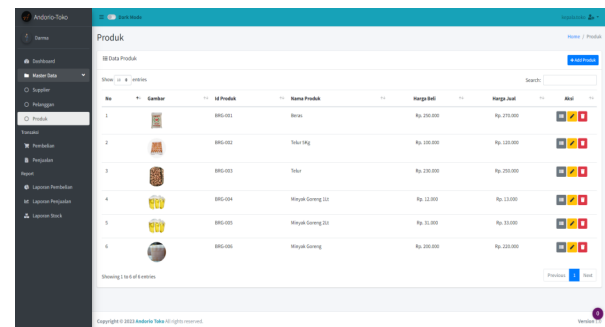 Andorio-Toko
Dark Mode
Produk
Home / Produk
Darma
Dashboard
Master Data
Supplier
Pelanggan
Produk
Transaksi
Pembelian
Penjualan
Report
Laporan Pembelian
Laporan Penjualan
Laporan Stock
Data Produk
Add Produk
Show 10 entries
Search:
No Gambar Id Produk Nama Produk Harga Beli Harga Jual Aksi
1 BRG-001 Beras Rp. 250.000 Rp. 270.000
2 BRG-002 Telur 5Kg Rp. 100.000 Rp. 120.000
3 BRG-003 Telur Rp. 230.000 Rp. 250.000
4 BRG-004 Minyak Goreng 1Lt Rp. 12.000 Rp. 13.000
5 BRG-005 Minyak Goreng 2Lt Rp. 31.000 Rp. 33.000
6 BRG-006 Minyak Goreng Rp. 200.000 Rp. 220.000
Showing 1 to 6 of 6 entries
Previous 1 Next
Copyright © 2023 Andorio Toko All rights reserved.
Version
0